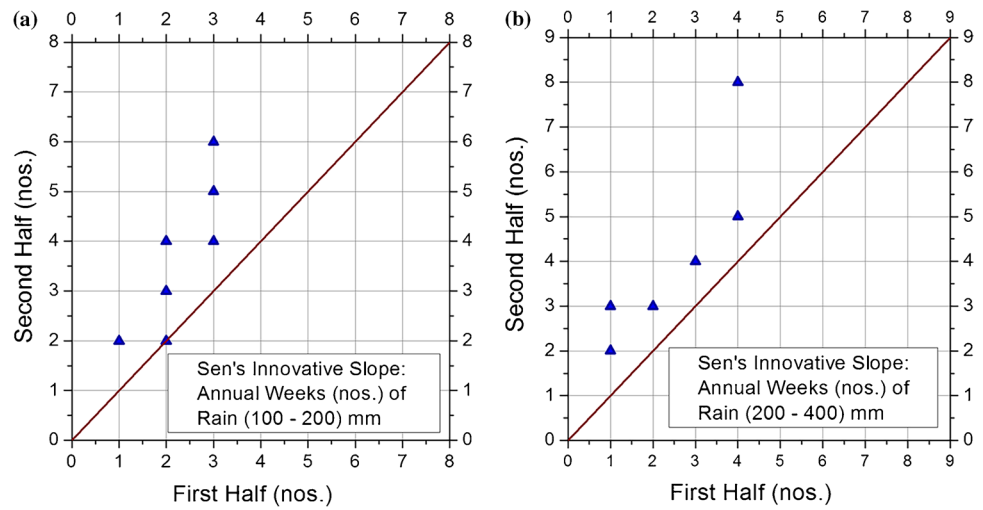 (a)
0 1 2 3 4 5 6 7 8
8 8
7 7
6 6
5 5
4 4
3 3
2 2
1 1
0 0
Second Half (nos.)
Sen's Innovative Slope:
Annual Weeks (nos.) of
Rain (100 - 200) mm
0 1 2 3 4 5 6 7 8
First Half (nos.)
(b)
0 1 2 3 4 5 6 7 8 9
9 9
8 8
7 7
6 6
5 5
4 4
3 3
2 2
1 1
0 0
Second Half (nos.)
Sen's Innovative Slope:
Annual Weeks (nos.) of
Rain (200 - 400) mm
0 1 2 3 4 5 6 7 8 9
First Half (nos.)